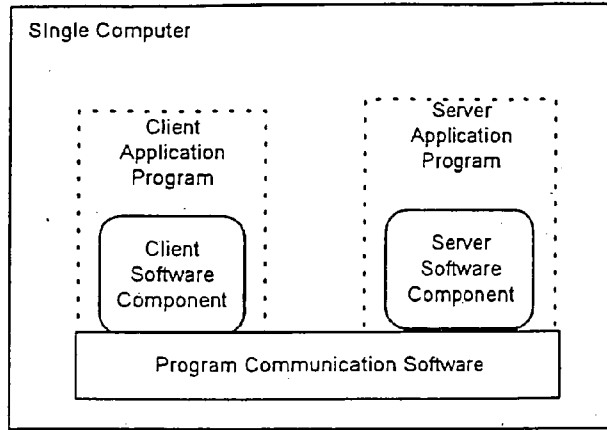 SIngle Computer
Client
Application
Program
Client
Software
Component
Server
Application
Program
Server
Software
Component
Program Communication Software